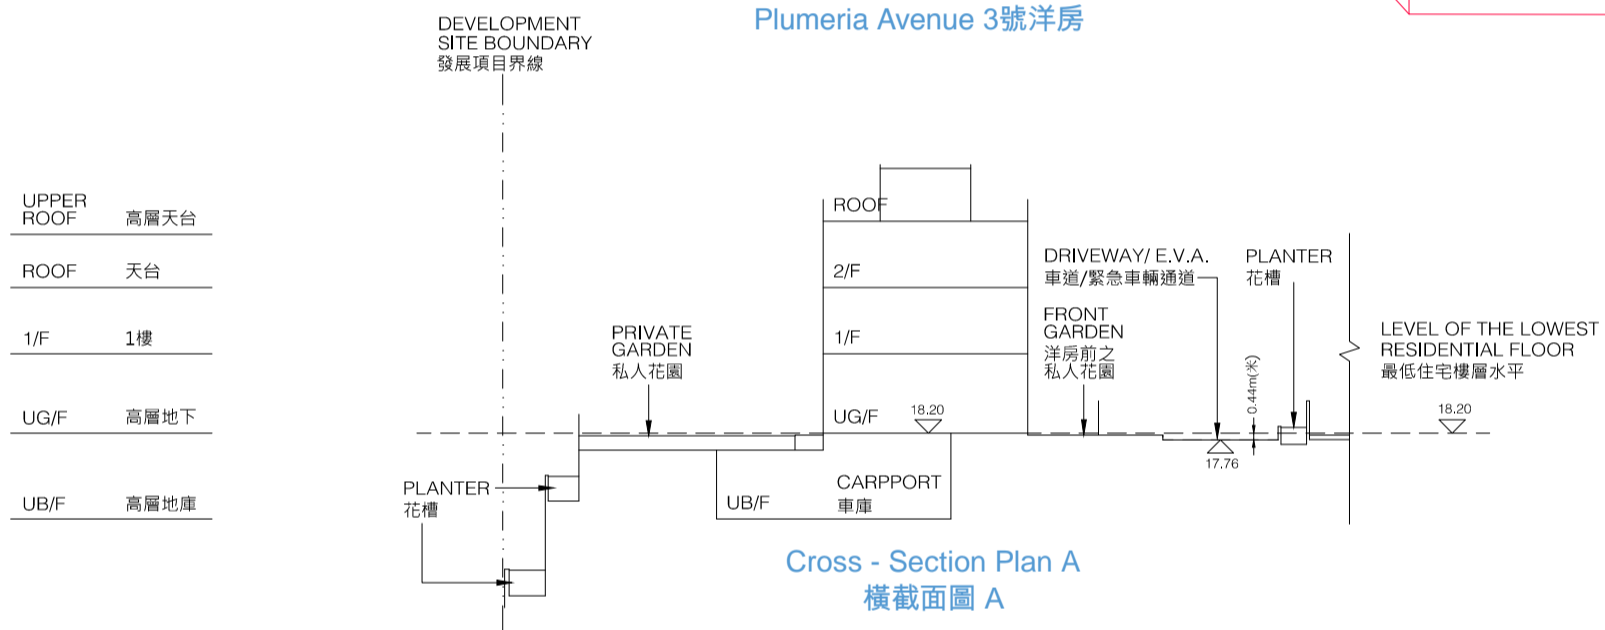 Plumeria Avenue 3號洋房
DEVELOPMENT
SITE BOUNDARY
發展項目界線
UPPER
ROOF 高層天台
ROOF 天台
1/F 1樓
UG/F 高層地下
UB/F 高層地庫
PLANTER
花槽
PRIVATE
GARDEN
私人花園
ROOF
2/F
1/F
UG/F
18.20
UB/F
CARPPORT
車庫
DRIVEWAY/ E.V.A.
車道/緊急車輛通道
FRONT
GARDEN
洋房前之
私人花園
17.76
0.44m(米)
PLANTER
花槽
LEVEL OF THE LOWEST
RESIDENTIAL FLOOR
最低住宅樓層水平
18.20
Cross - Section Plan A
橫截面圖 A